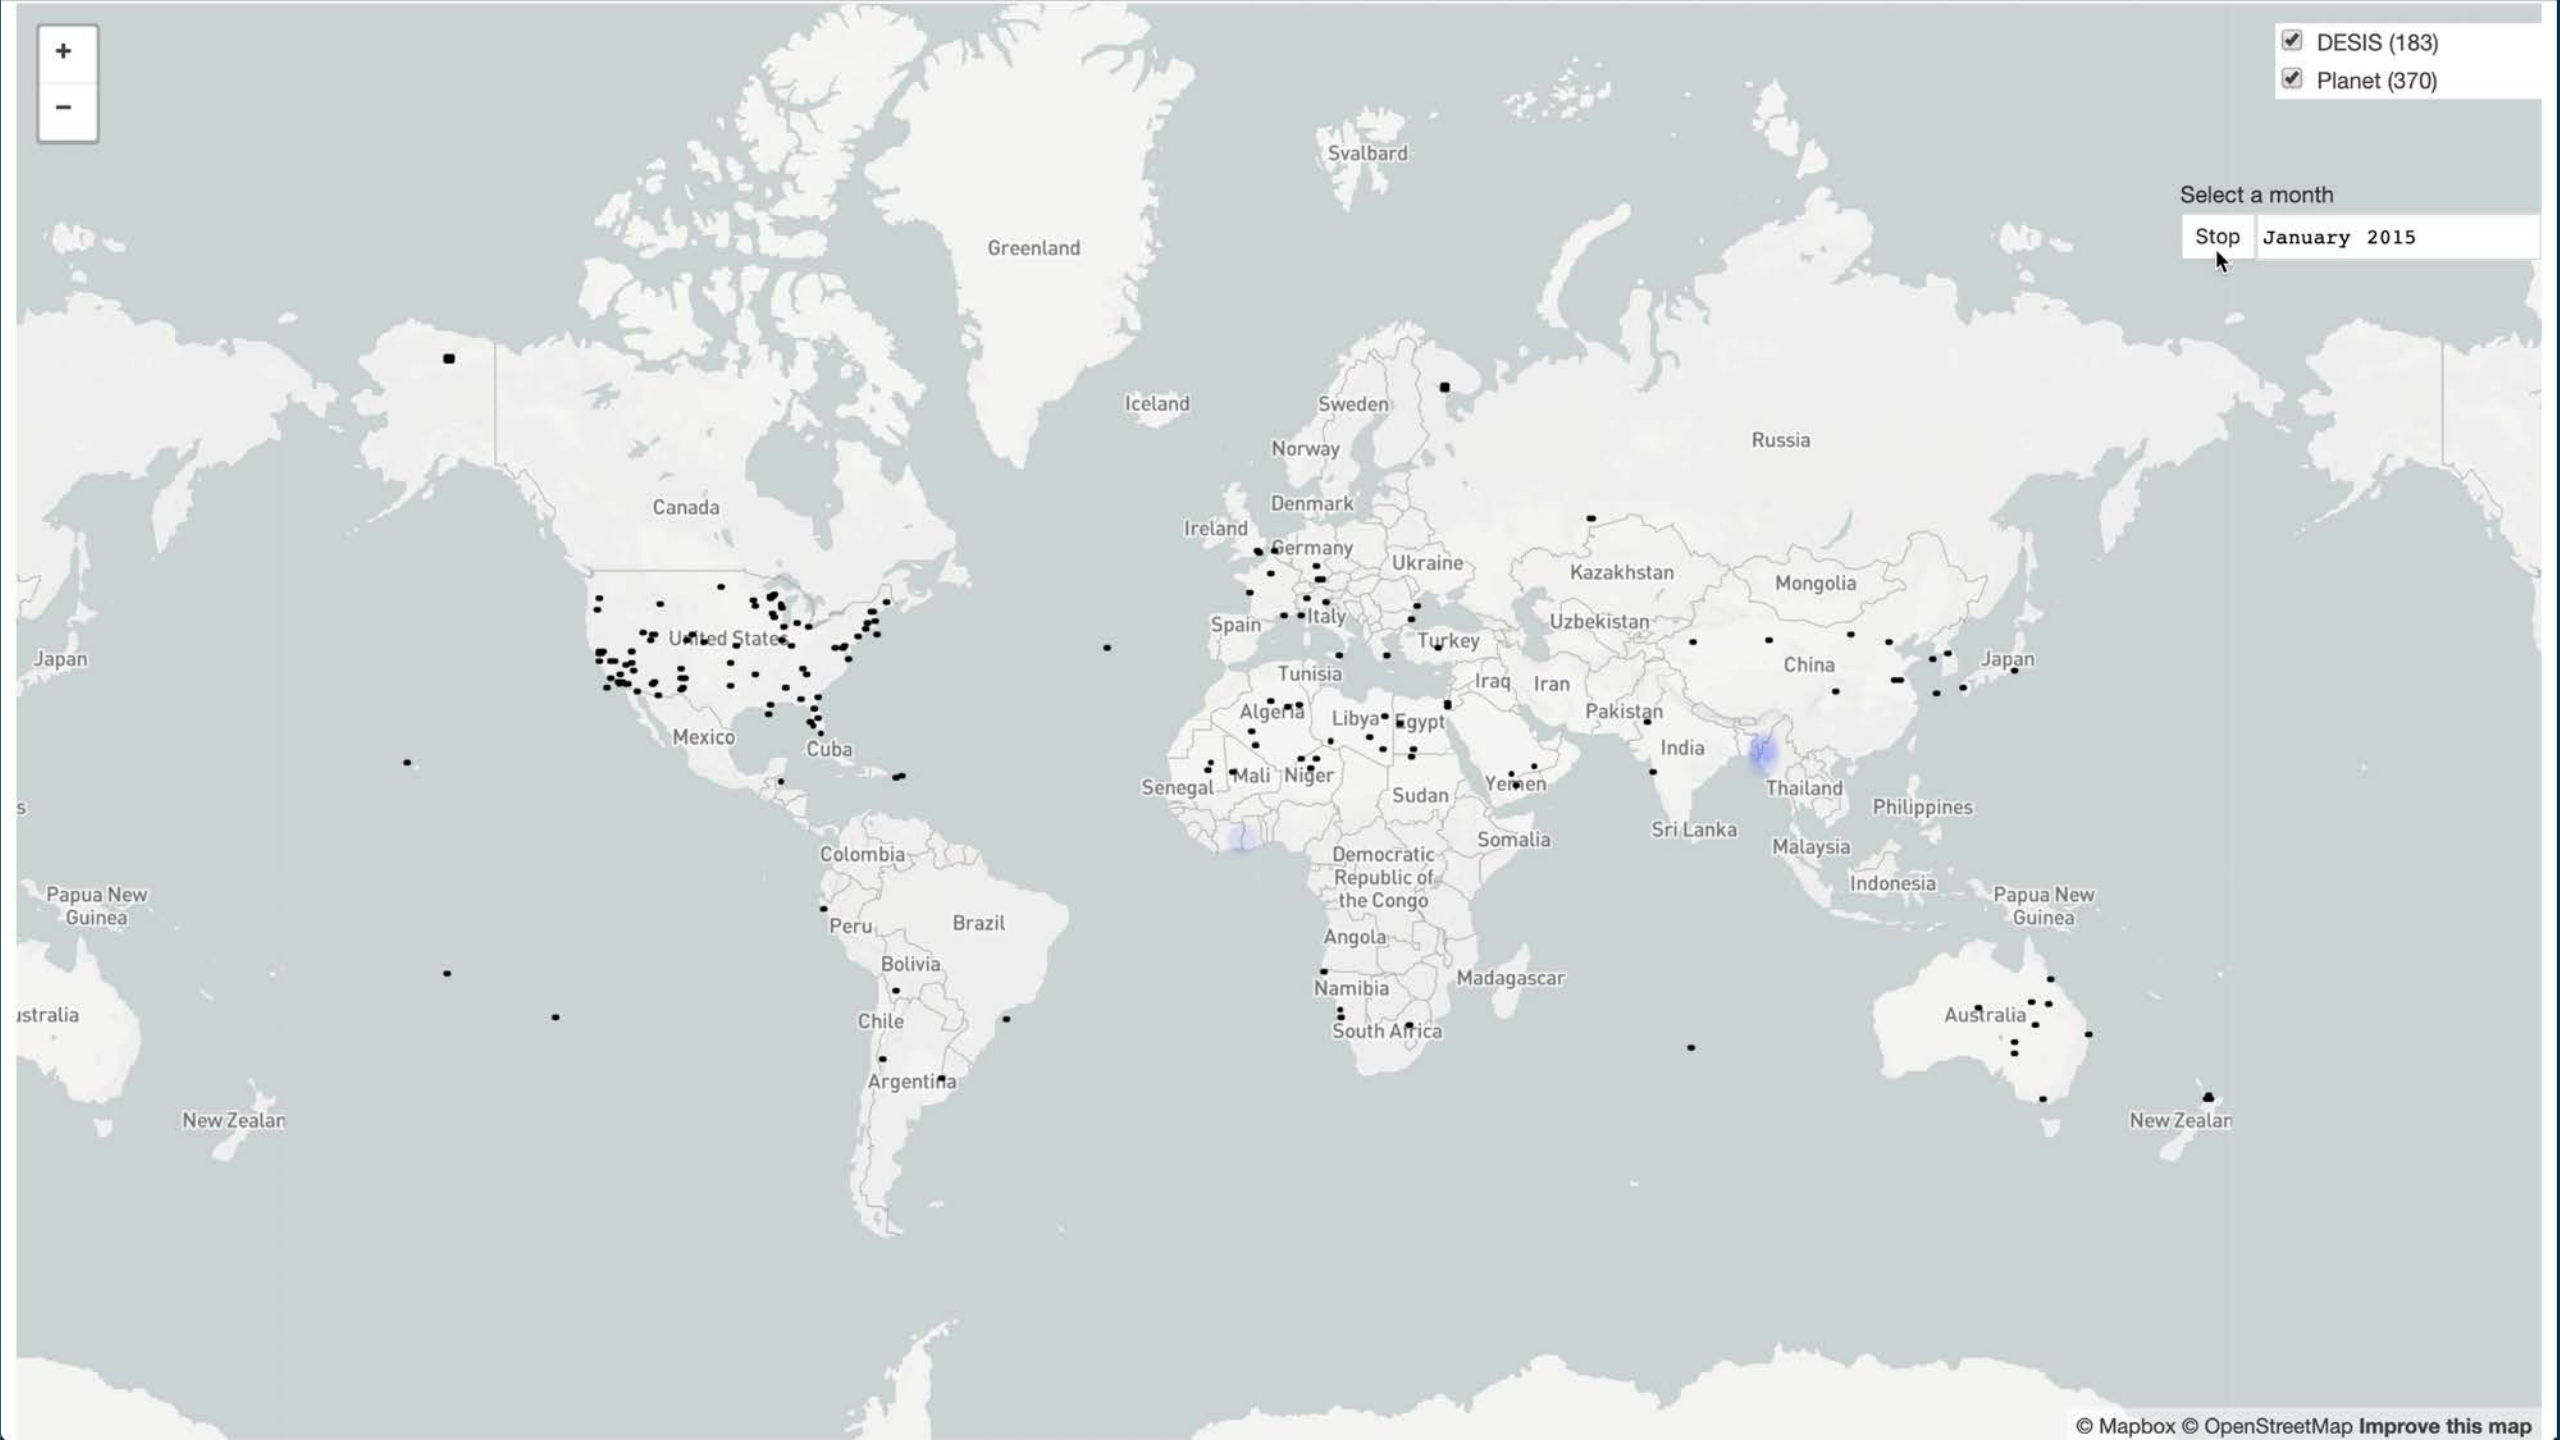 +
DESIS (183)
−
Planet (370)
Svalbard
Select a month
Stop January 2015
Greenland
Iceland
Sweden
Russia
Norway
Canada
Denmark
Ireland
Germany
Ukraine
Kazakhstan
Mongolia
Italy
Spain
Uzbekistan
United States
Turkey
Japan
China
Japan
Tunisia
Iraq
Iran
Algeria
Libya
Egypt
Pakistan
Mexico
Cuba
India
Mali
Niger
Senegal
Yemen
Thailand
Sudan
s
Philippines
Sri Lanka
Somalia
Malaysia
Colombia
Democratic
Republic of
the Congo
Indonesia
Papua New
Guinea
Papua New
Guinea
Peru
Brazil
Angola
Bolivia
Madagascar
Namibia
ustralia
Australia
Chile
South Africa
Argentina
New Zealan
New Zealan
© Mapbox © OpenStreetMap Improve this map